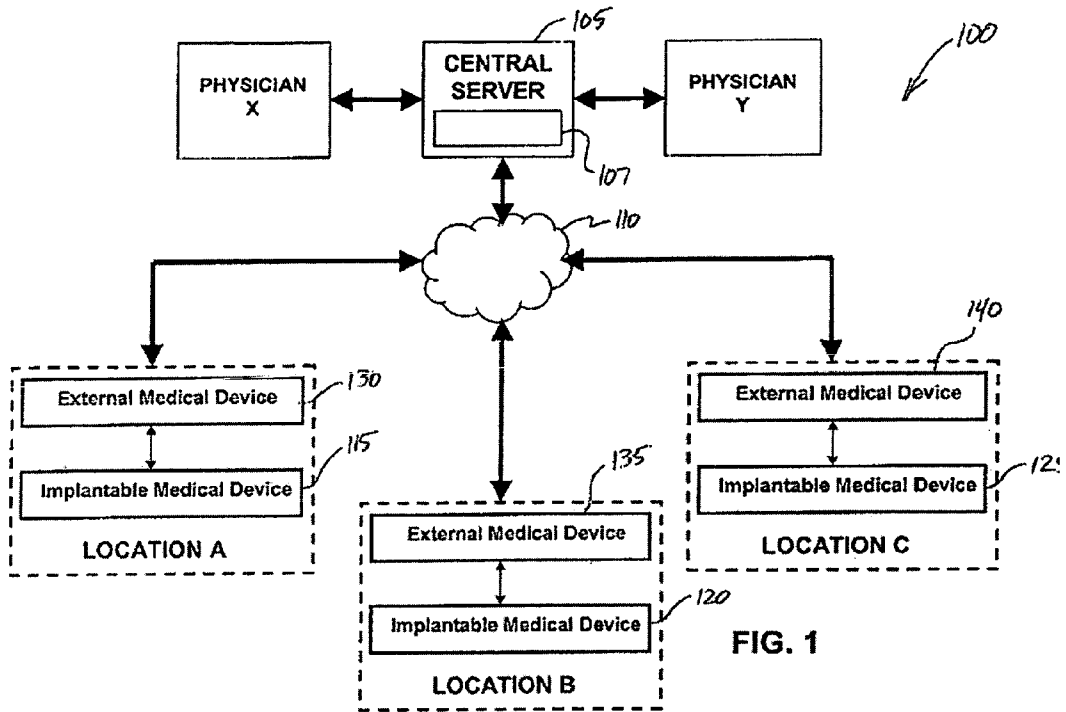 105
100
PHYSICIAN
X
CENTRAL
SERVER
PHYSICIAN
Y
107
110
140
External Medical Device
130
External Medical Device
115
135
Implantable Medical Device
Implantable Medical Device
LOCATION A
External Medical Device
LOCATION C
120
Implantable Medical Device
FIG. 1
LOCATION B